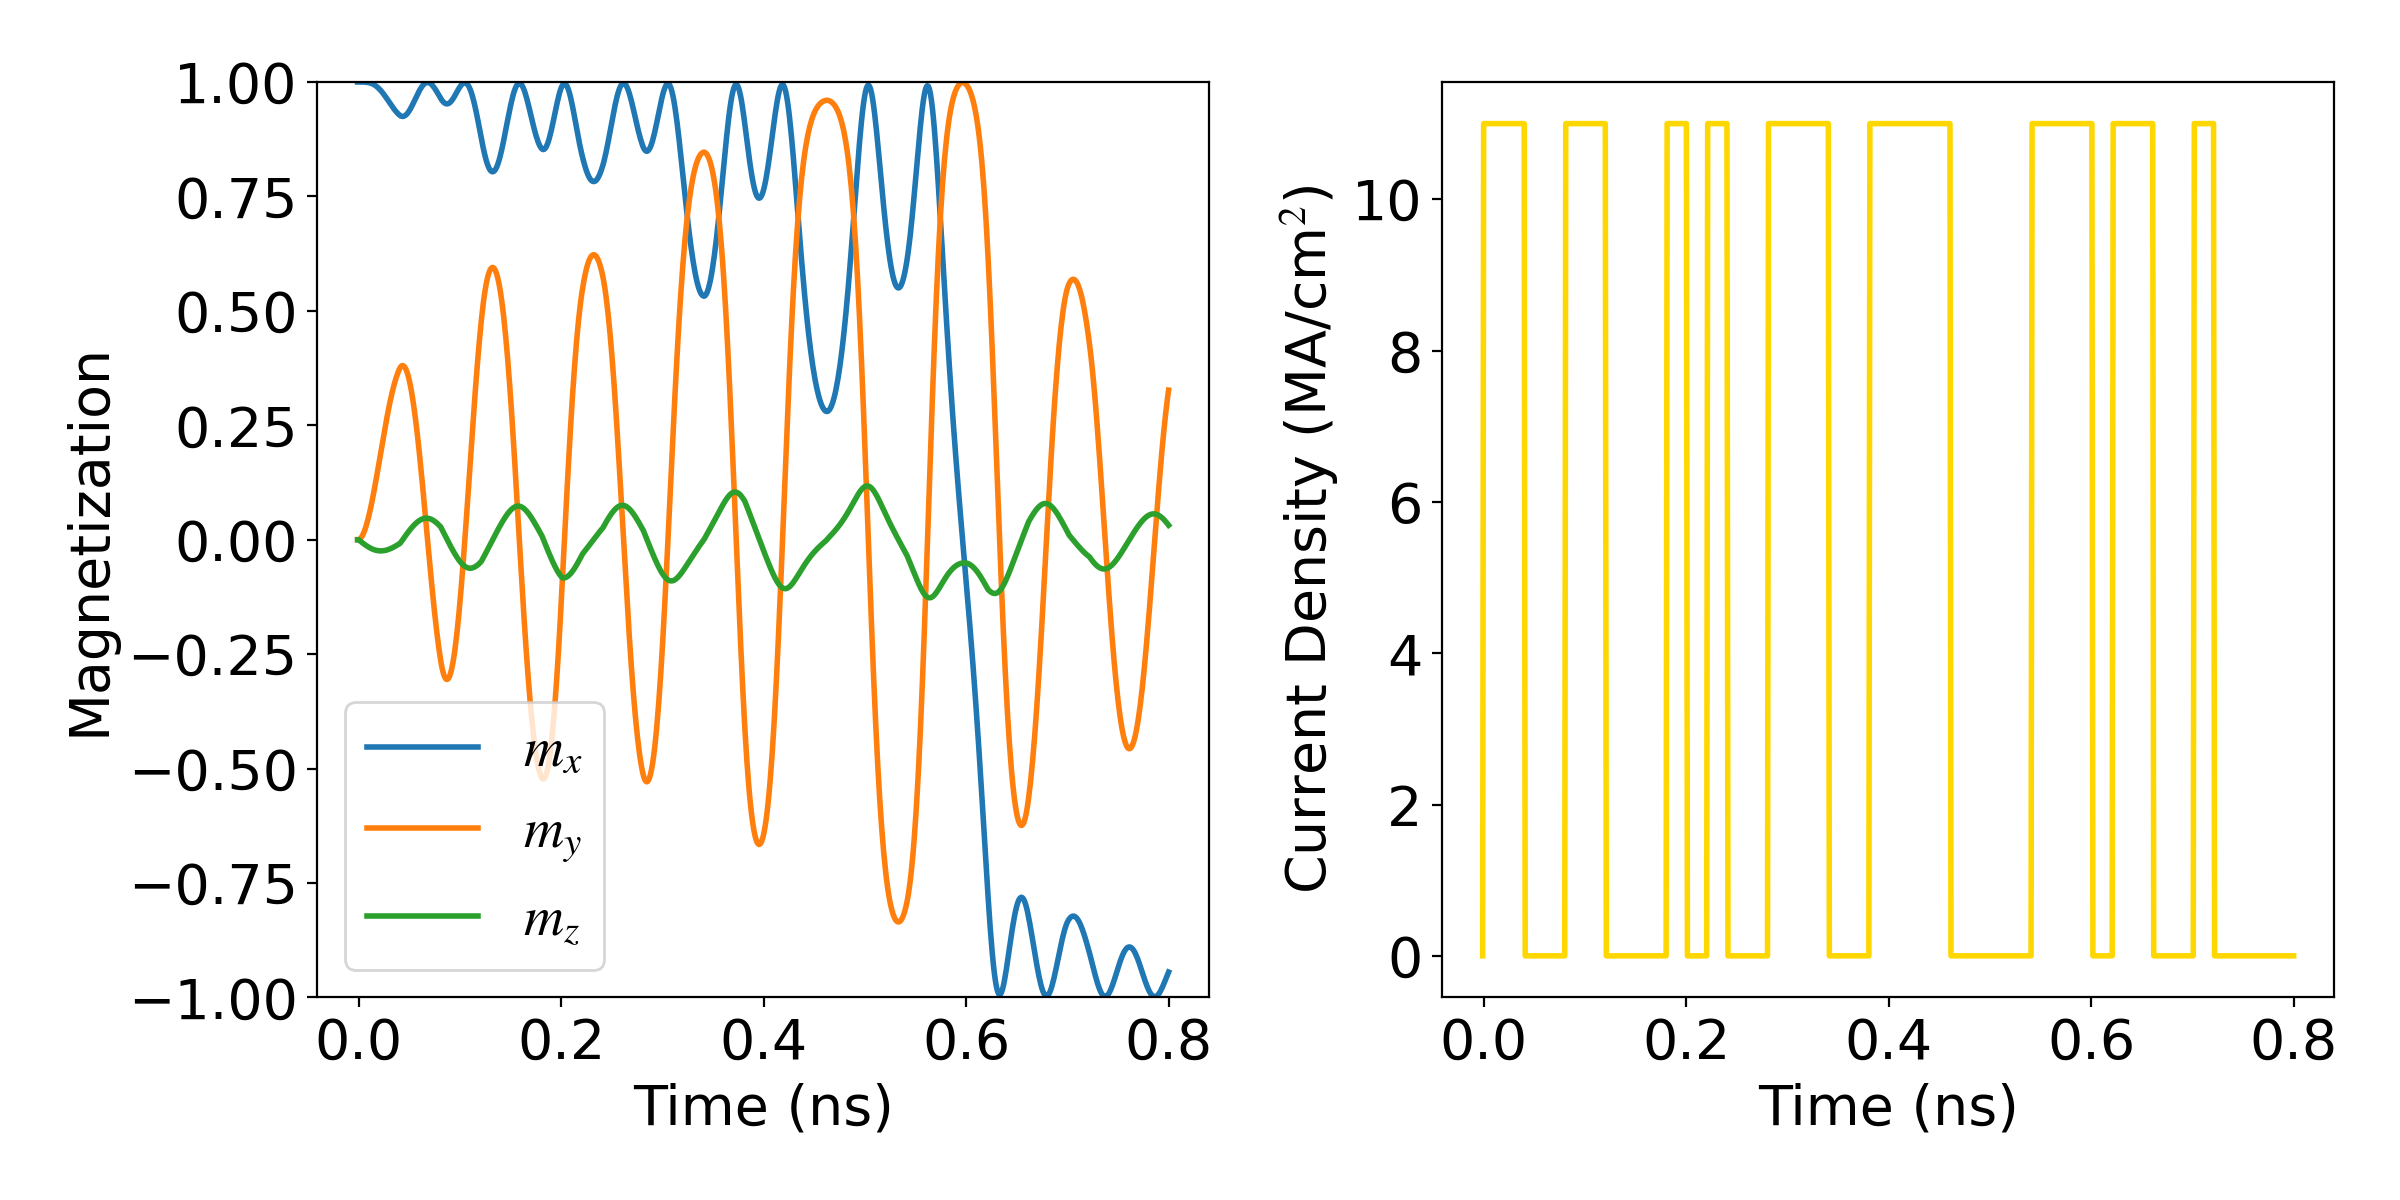 Magnetization
1.00
0.75
0.50
0.25
0.00
−0.25
−0.50
−0.75
−1.00
m_x
m_y
m_z
0.0 0.2 0.4 0.6 0.8
Time (ns)
Current Density (MA/cm²)
10
8
6
4
2
0
0.0 0.2 0.4 0.6 0.8
Time (ns)